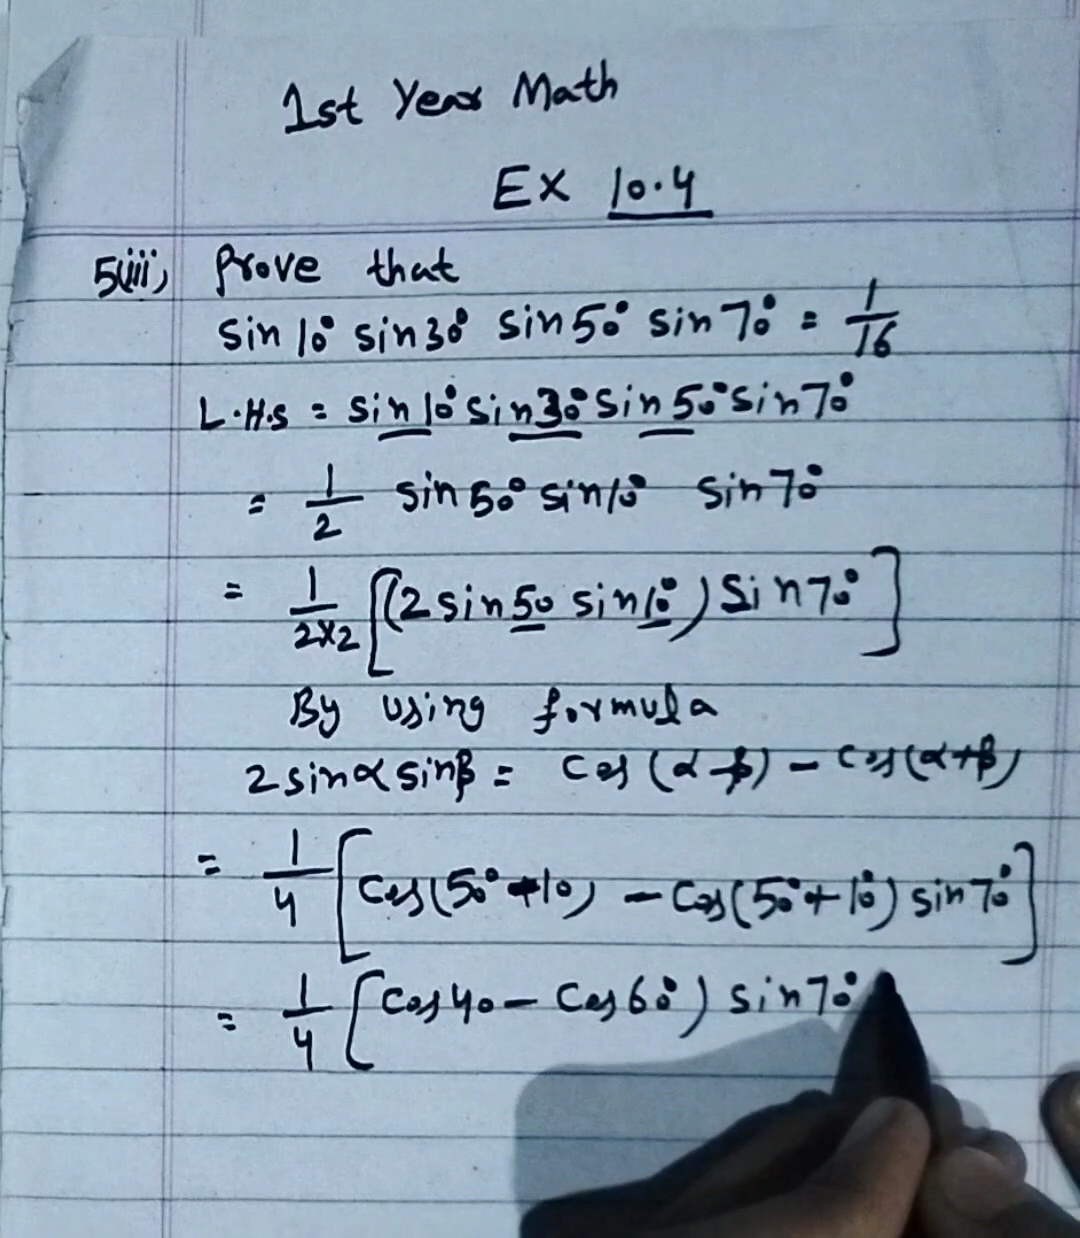 1st Year Math
Ex 10.4
5(iii) Prove that
sin 10° sin 30° sin 50° sin 70° = 1/16
L.H.S = sin 10° sin 30° sin 50° sin 70°
= 1/2 sin 50° sin 10° sin 70°
= 1/2×2 [(2 sin 50 sin 10°) Sin 70°]
By using formula
2 sin α sin β = cos (α - β) - cos (α + β)
= 1/4 [cos (50° + 10) - cos (50° + 10°) sin 70°]
= 1/4 [cos 40 - cos 60°) sin 70°